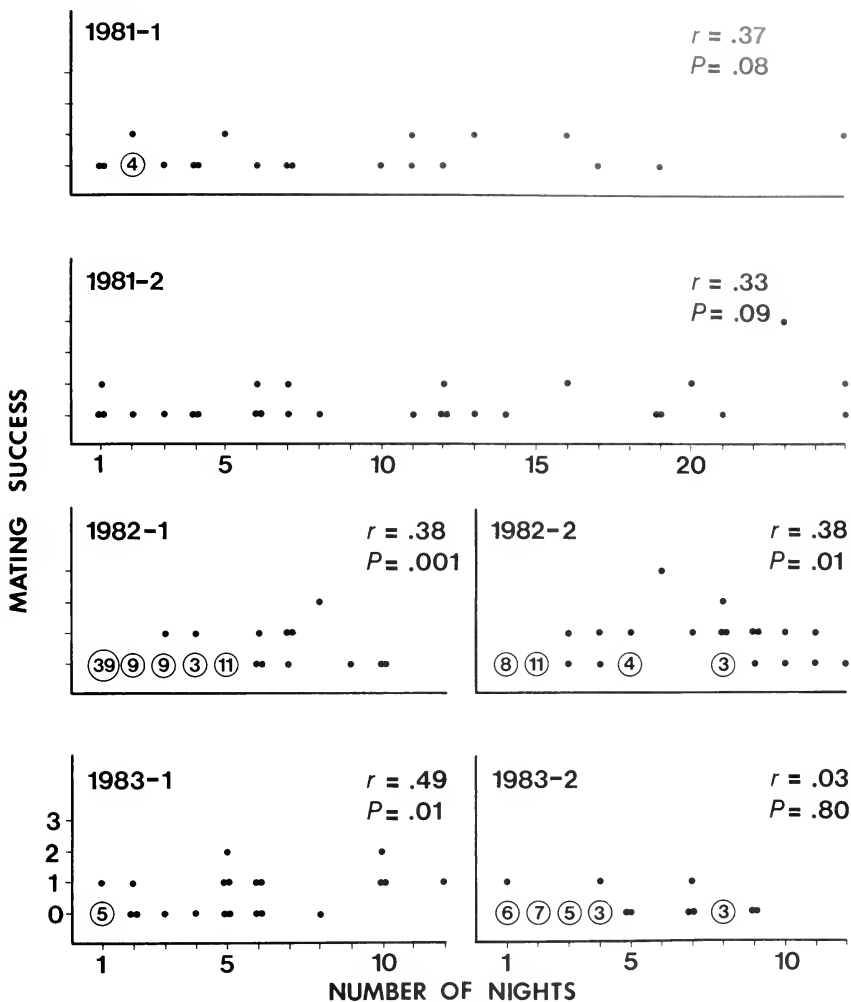 1981-1
r = .37
P= .08
4
1981-2
r = .33
P= .09
1 5 10 15 20
MATING SUCCESS
1982-1
r = .38
P= .001
39 9 9 3 11
1982-2
r = .38
P= .01
8 11 4 3
1983-1
r = .49
P= .01
3
2
1
0
5
1 5 10
1983-2
r = .03
P= .80
6 7 5 3 3
1 5 10
NUMBER OF NIGHTS